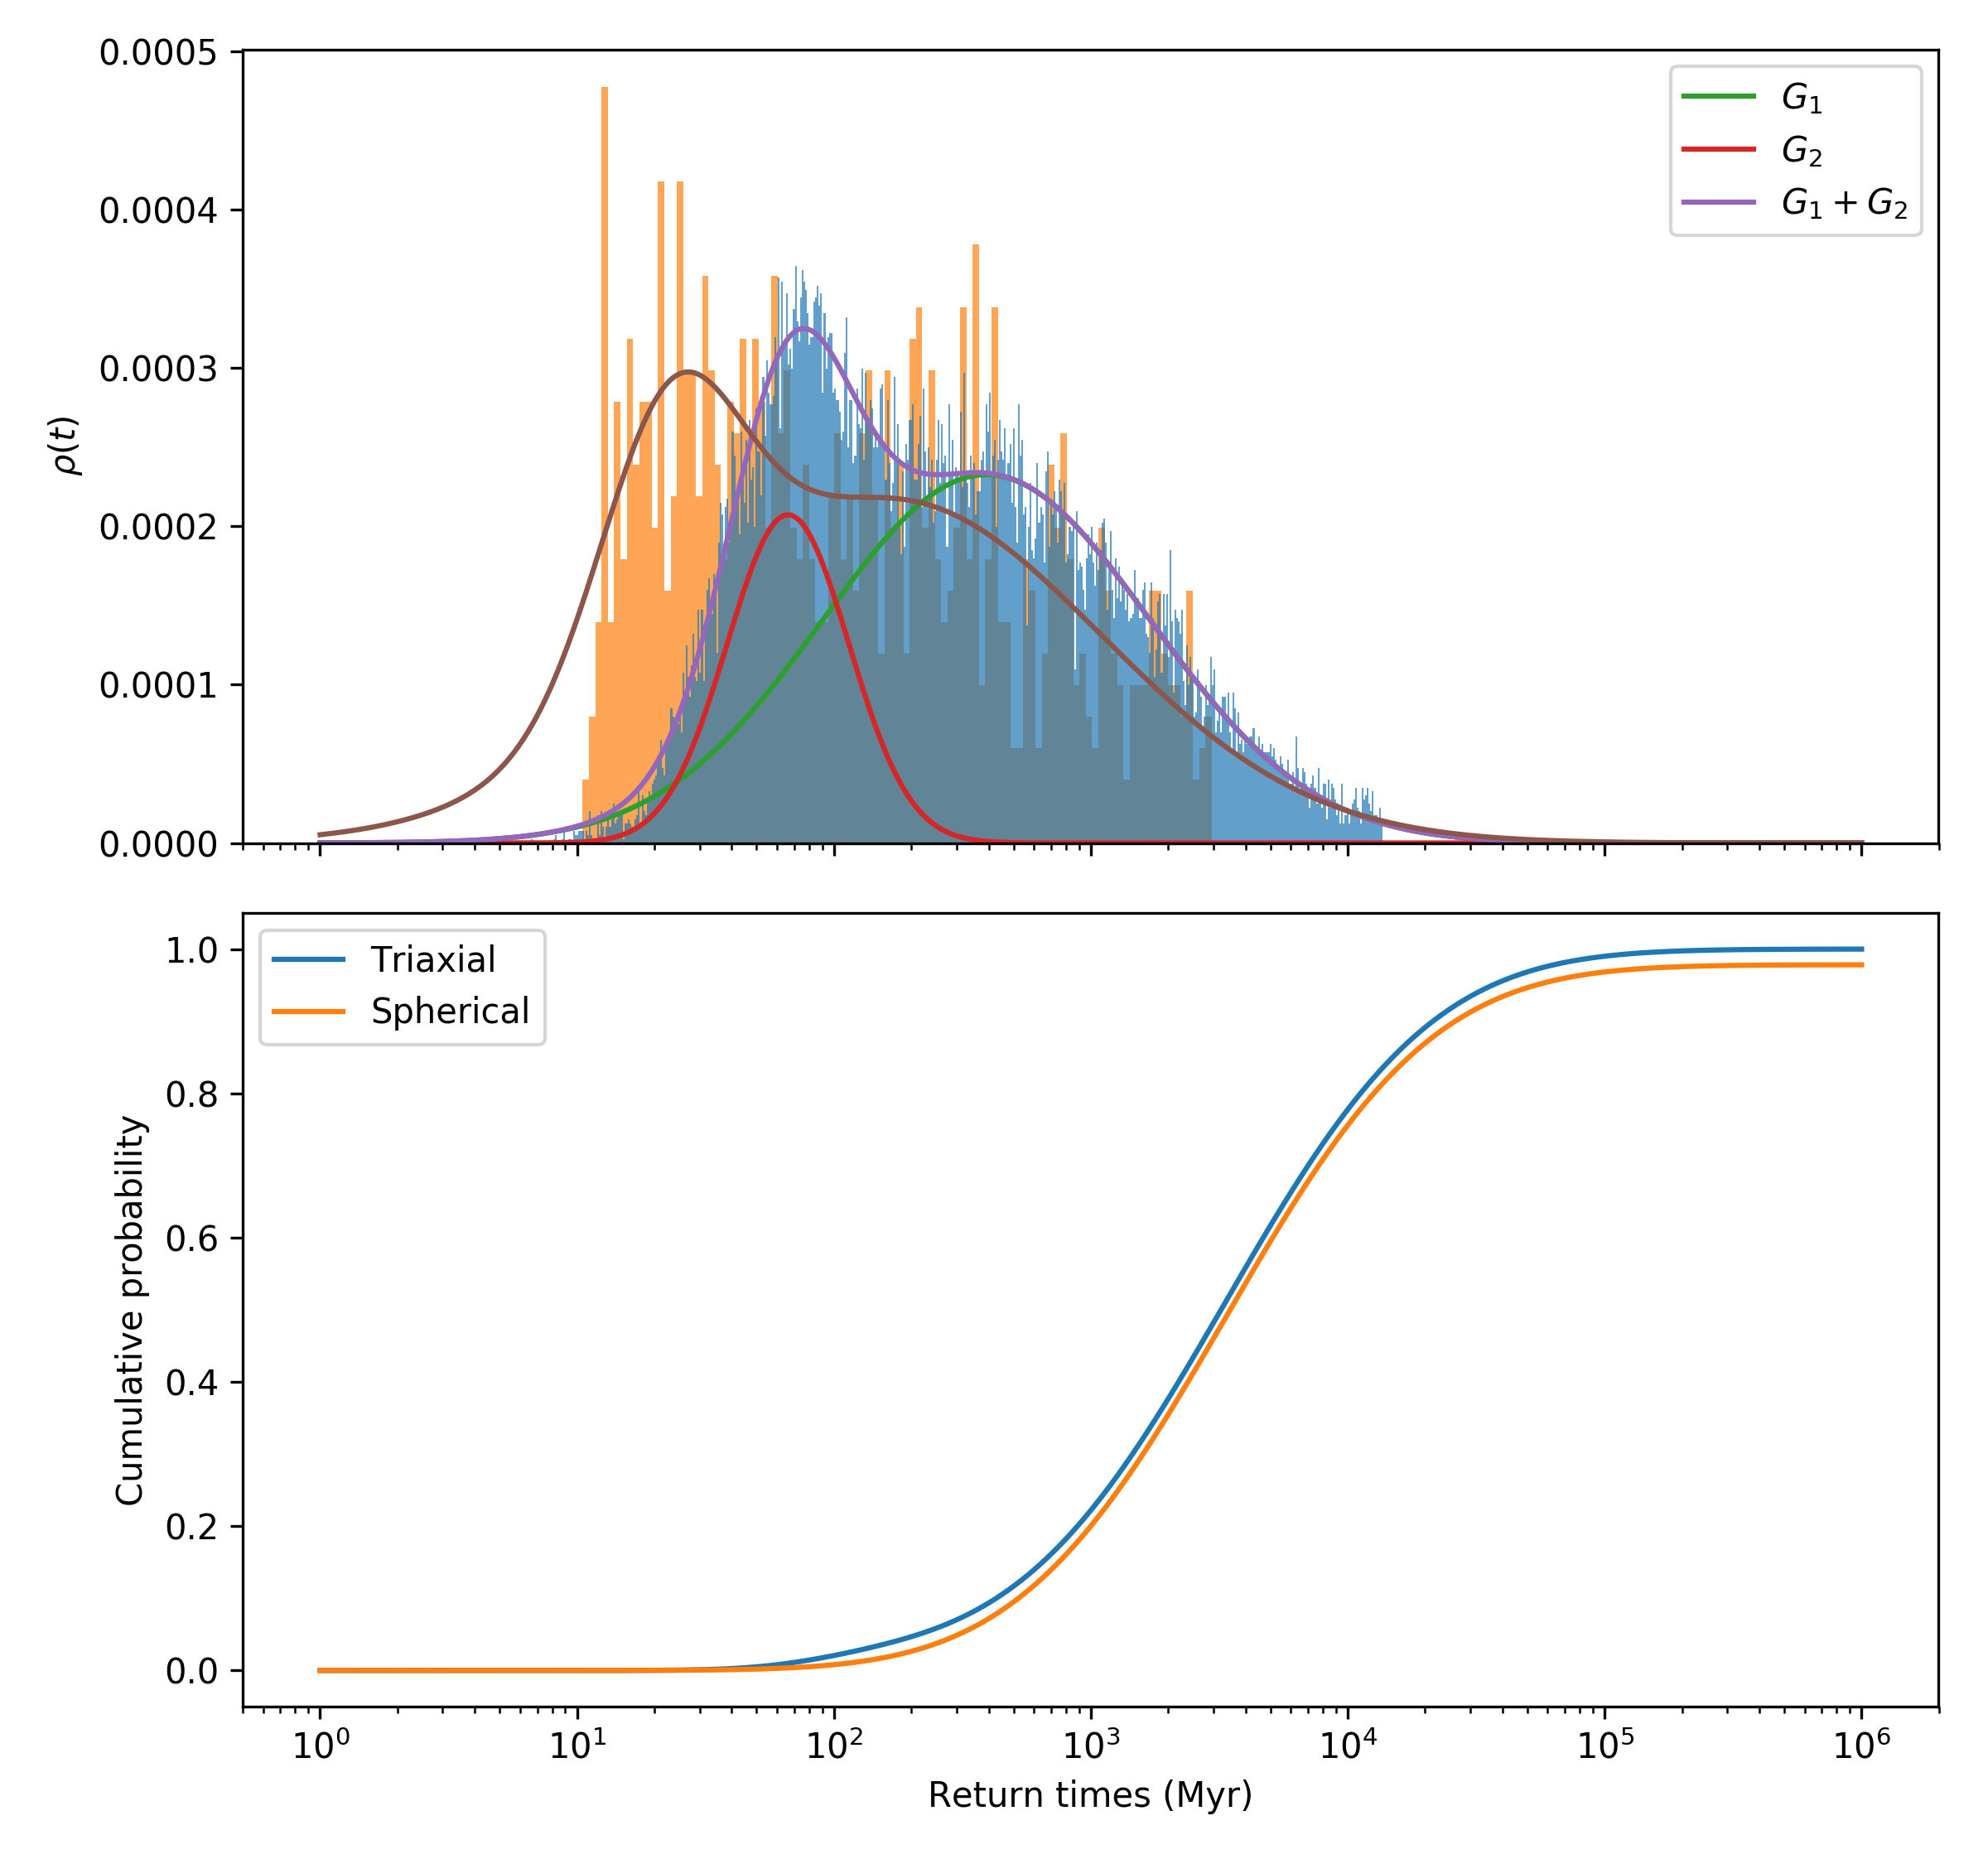 0.0005
0.0004
0.0003
0.0002
0.0001
0.0000
ρ(t)
G₁
G₂
G₁ + G₂
1.0
0.8
0.6
0.4
0.2
0.0
Cumulative probability
Triaxial
Spherical
10⁰ 10¹ 10² 10³ 10⁴ 10⁵ 10⁶
Return times (Myr)